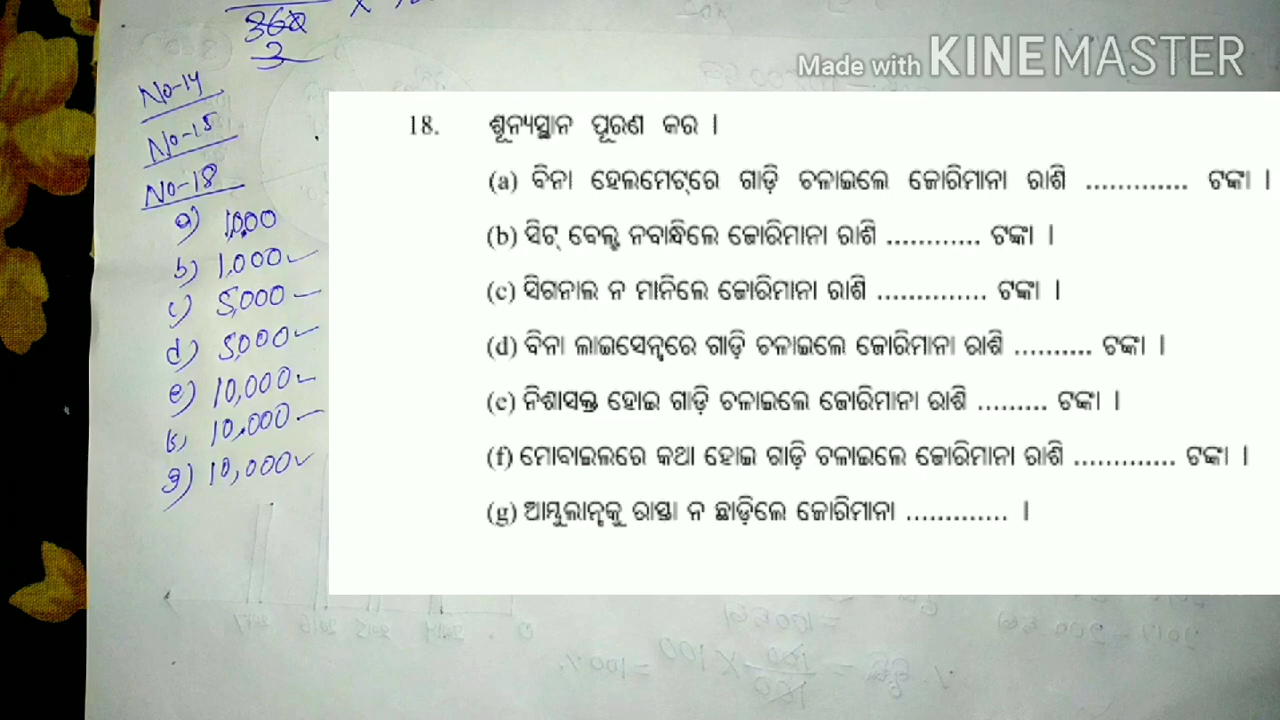 360
3
Made with KINEMASTER
No-14
No-15
No-18
a) 1,000
b) 1,000
c) 5,000
d) 5,000
e) 10,000
10,000
g) 10,000
18. ଶୂନ୍ୟସ୍ଥାନ ପୂରଣ କର ।
(a) ବିନା ହେଲମେଟ୍‌ରେ ଗାଡ଼ି ଚଳାଇଲେ ଜୋରିମାନା ରାଶି ............. ଟଙ୍କା ।
(b) ସିଟ୍ ବେଲ୍ଟ ନବାନ୍ଧିଲେ ଜୋରିମାନା ରାଶି ............ ଟଙ୍କା ।
(c) ସିଗନାଲ ନ ମାନିଲେ ଜୋରିମାନା ରାଶି .............. ଟଙ୍କା ।
(d) ବିନା ଲାଇସେନ୍ସରେ ଗାଡ଼ି ଚଳାଇଲେ ଜୋରିମାନା ରାଶି .......... ଟଙ୍କା ।
(e) ନିଶାସକ୍ତ ହୋଇ ଗାଡ଼ି ଚଳାଇଲେ ଜୋରିମାନା ରାଶି ......... ଟଙ୍କା ।
(f) ମୋବାଇଲରେ କଥା ହୋଇ ଗାଡ଼ି ଚଳାଇଲେ ଜୋରିମାନା ରାଶି ............. ଟଙ୍କା ।
(g) ଆମ୍ବୁଲାନ୍ସକୁ ରାସ୍ତା ନ ଛାଡ଼ିଲେ ଜୋରିମାନା ............. ।